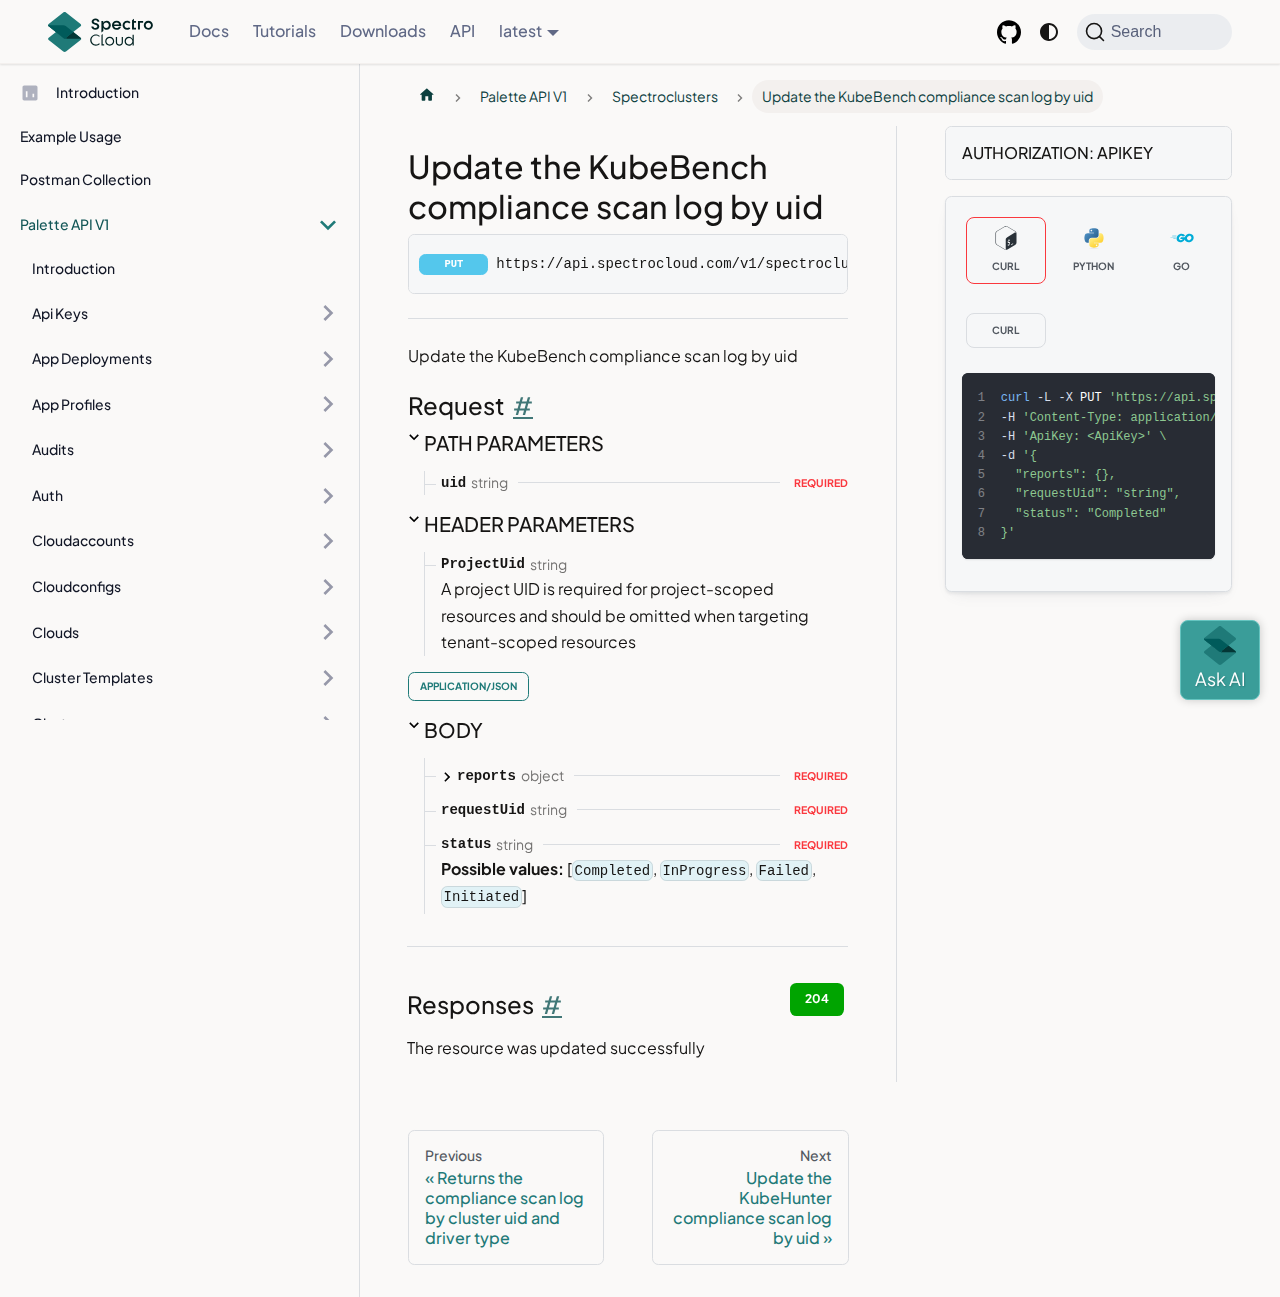 Spectro Cloud
Docs
Tutorials
Downloads
API
latest
Search
Introduction
Example Usage
Postman Collection
Palette API V1
Introduction
Api Keys
App Deployments
App Profiles
Audits
Auth
Cloudaccounts
Cloudconfigs
Clouds
Cluster Templates
Palette API V1
Spectroclusters
Update the KubeBench compliance scan log by uid
Update the KubeBench
compliance scan log by uid
PUT https://api.spectrocloud.com/v1/spectroclu
Update the KubeBench compliance scan log by uid
Request #
PATH PARAMETERS
uid string REQUIRED
HEADER PARAMETERS
ProjectUid string
A project UID is required for project-scoped
resources and should be omitted when targeting
tenant-scoped resources
APPLICATION/JSON
BODY
reports object REQUIRED
requestUid string REQUIRED
status string REQUIRED
Possible values: [Completed, InProgress, Failed,
Initiated]
Responses #
204
The resource was updated successfully
Previous
« Returns the
compliance scan log
by cluster uid and
driver type
Next
Update the
KubeHunter
compliance scan log
by uid »
AUTHORIZATION: APIKEY
CURL
PYTHON
GO
CURL
1 curl -L -X PUT 'https://api.sp
2 -H 'Content-Type: application/
3 -H 'ApiKey: <ApiKey>' \
4 -d '{
5 "reports": {},
6 "requestUid": "string",
7 "status": "Completed"
8 }'
Ask AI